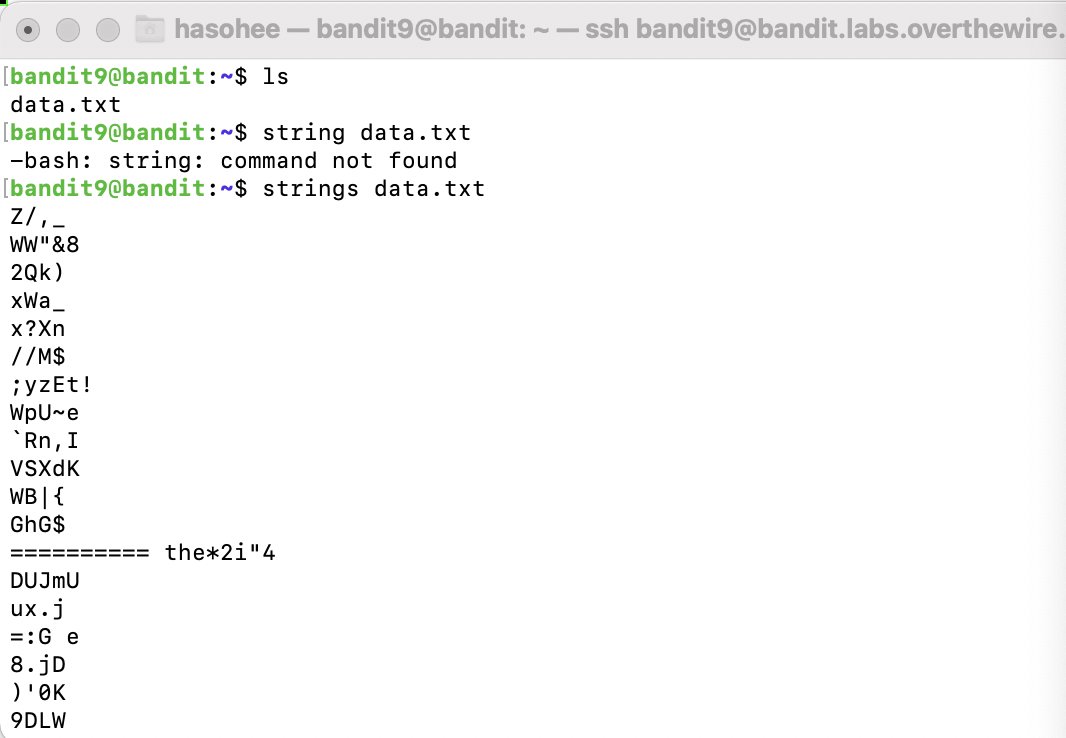 hasohee — bandit9@bandit: ~ — ssh bandit9@bandit.labs.overthewire.
[bandit9@bandit:~$ ls
data.txt
[bandit9@bandit:~$ string data.txt
-bash: string: command not found
[bandit9@bandit:~$ strings data.txt
Z/,_
WW"&8
2Qk)
xWa_
x?Xn
//M$
;yzEt!
WpU~e
`Rn,I
VSXdK
WB|{
GhG$
========== the*2i"4
DUJmU
ux.j
=:G e
8.jD
)'0K
9DLW